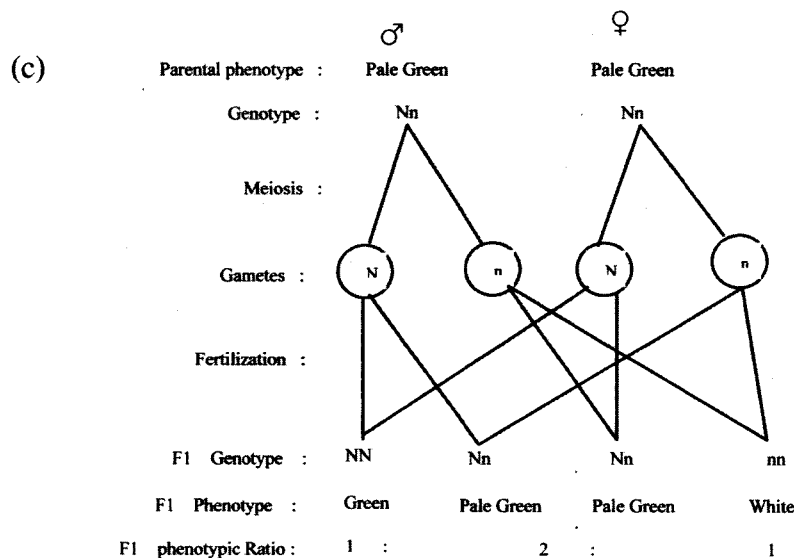 ♂ ♀
(c) Parental phenotype : Pale Green Pale Green
Genotype : Nn Nn
Meiosis :
Gametes : N n N n
Fertilization :
F1 Genotype : NN Nn Nn nn
F1 Phenotype : Green Pale Green Pale Green White
F1 phenotypic Ratio : 1 : 2 : 1